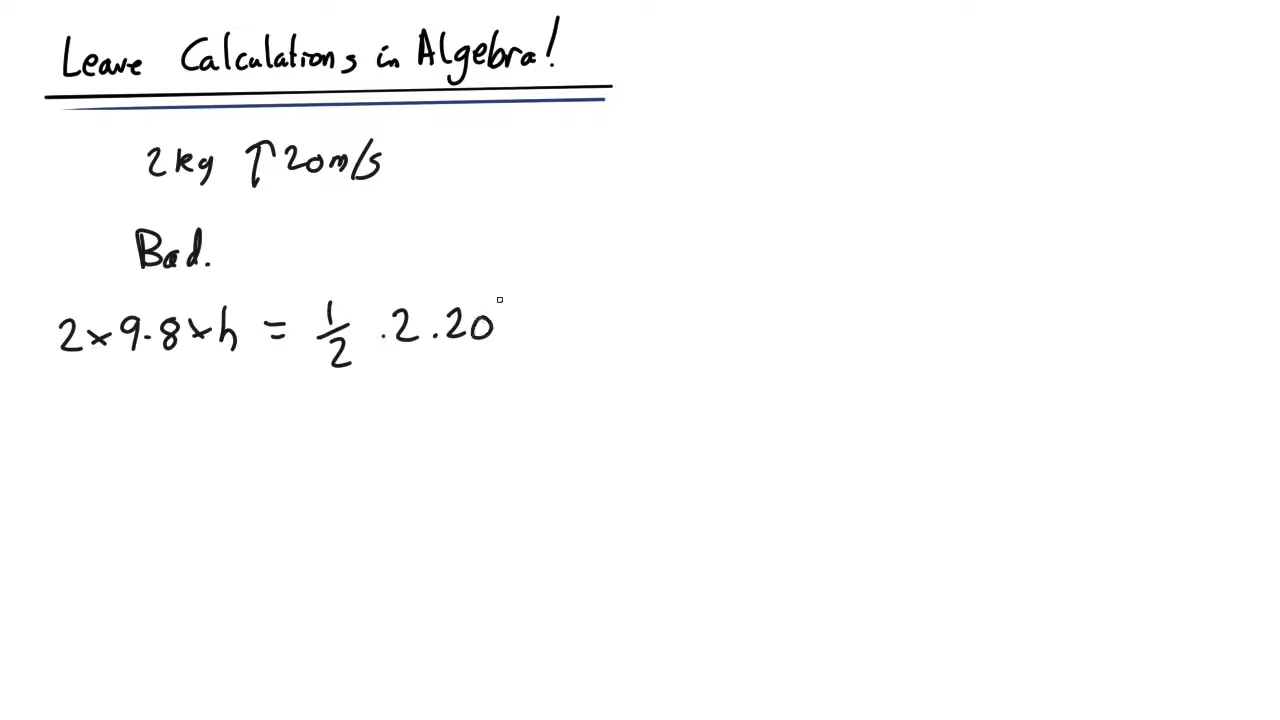 Leave Calculations in Algebra!
2kg ↑20m/s
Bad.
2×9.8×h = 1/2 .2.20